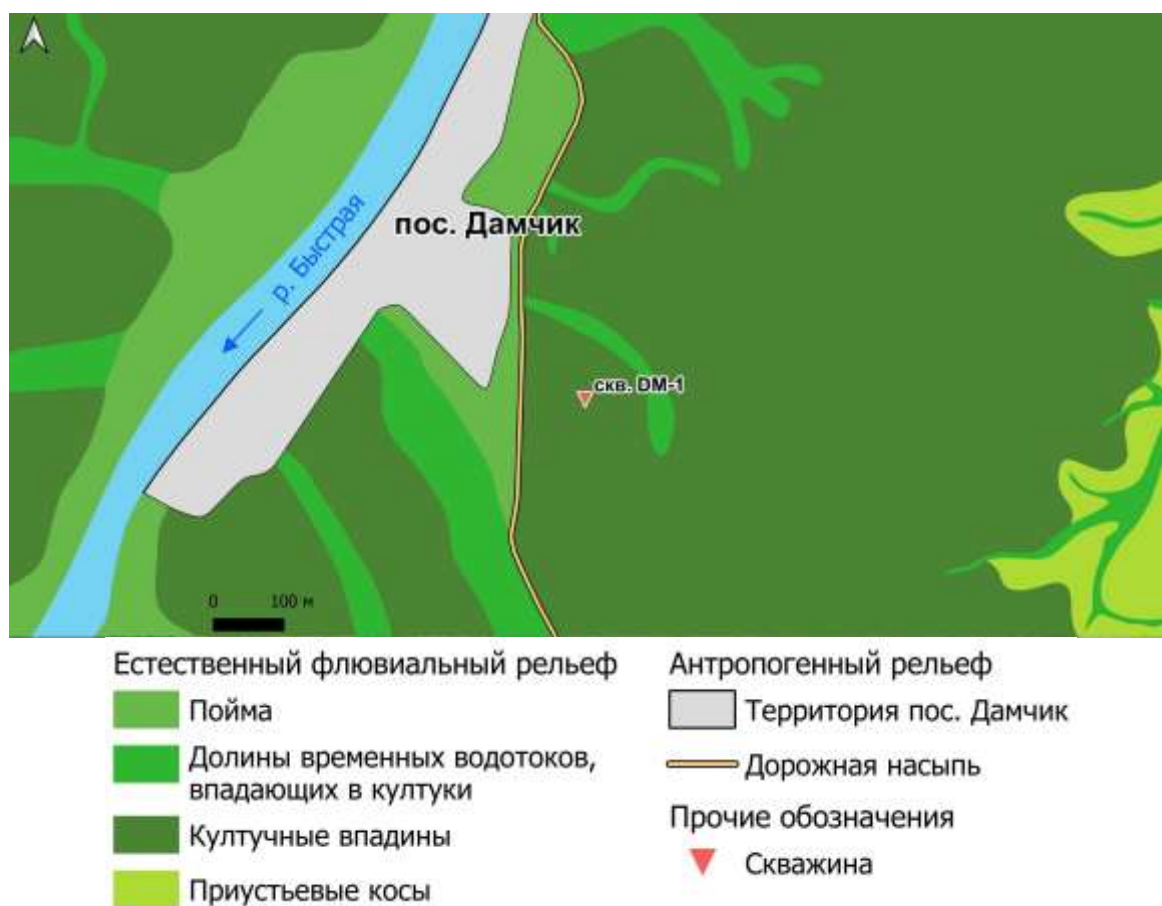 пос. Дамчик
р. Быстрая
скв. DM-1
0 100 м
Естественный флювиальный рельеф
Пойма
Долины временных водотоков,
впадающих в култуки
Култучные впадины
Приустьевые косы
Антропогенный рельеф
Территория пос. Дамчик
Дорожная насыпь
Прочие обозначения
Скважина